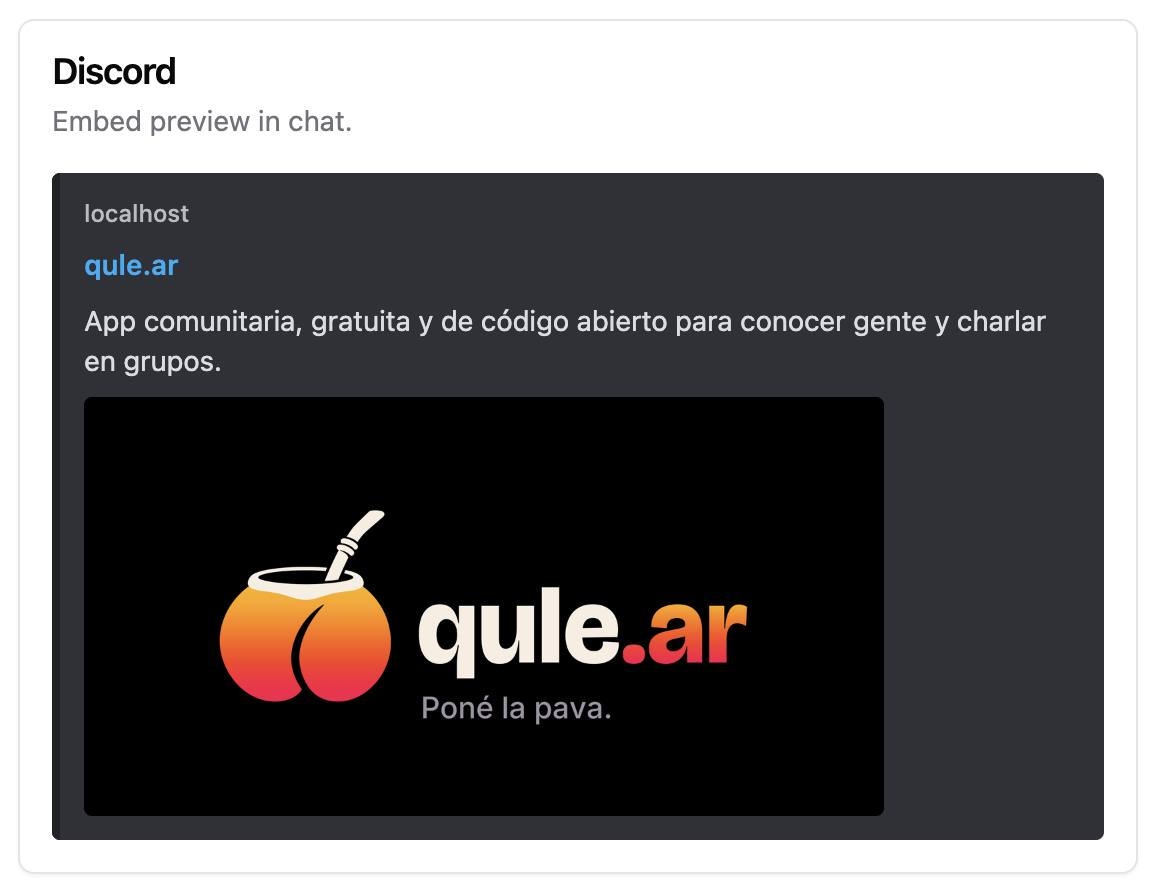 Discord
Embed preview in chat.
localhost
qule.ar
App comunitaria, gratuita y de código abierto para conocer gente y charlar
en grupos.
qule.ar
Poné la pava.